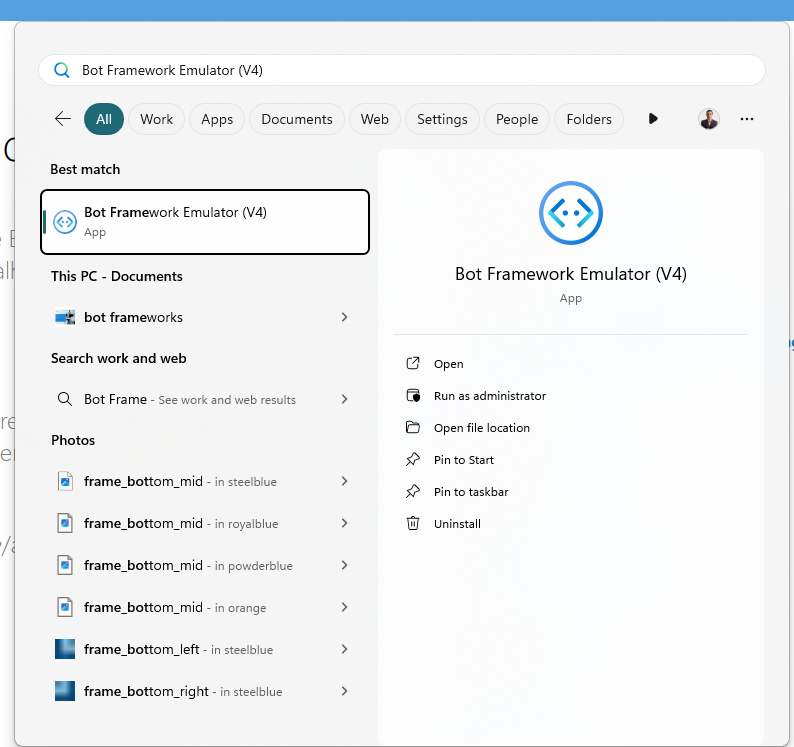 Bot Framework Emulator (V4)
All Work Apps Documents Web Settings People Folders
Best match
Bot Framework Emulator (V4)
App
This PC - Documents
bot frameworks
Search work and web
Bot Frame - See work and web results
Photos
frame_bottom_mid - in steelblue
frame_bottom_mid - in royalblue
frame_bottom_mid - in powderblue
frame_bottom_mid - in orange
frame_bottom_left - in steelblue
frame_bottom_right - in steelblue
Bot Framework Emulator (V4)
App
Open
Run as administrator
Open file location
Pin to Start
Pin to taskbar
Uninstall